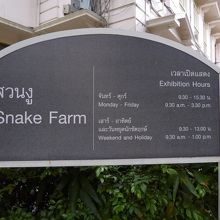 สวนงู
Snake Farm
เวลาเปิดแสดง
Exhibition Hours
จันทร์ - ศุกร์ 9:30 - 15:30 น.
Monday - Friday 9:30 a.m. - 3:30 p.m.
เสาร์ - อาทิตย์
และวันหยุดนักขัตฤกษ์ 9:30 - 13:00 น.
Weekend and Holiday 9:30 a.m. - 1:00 p.m.